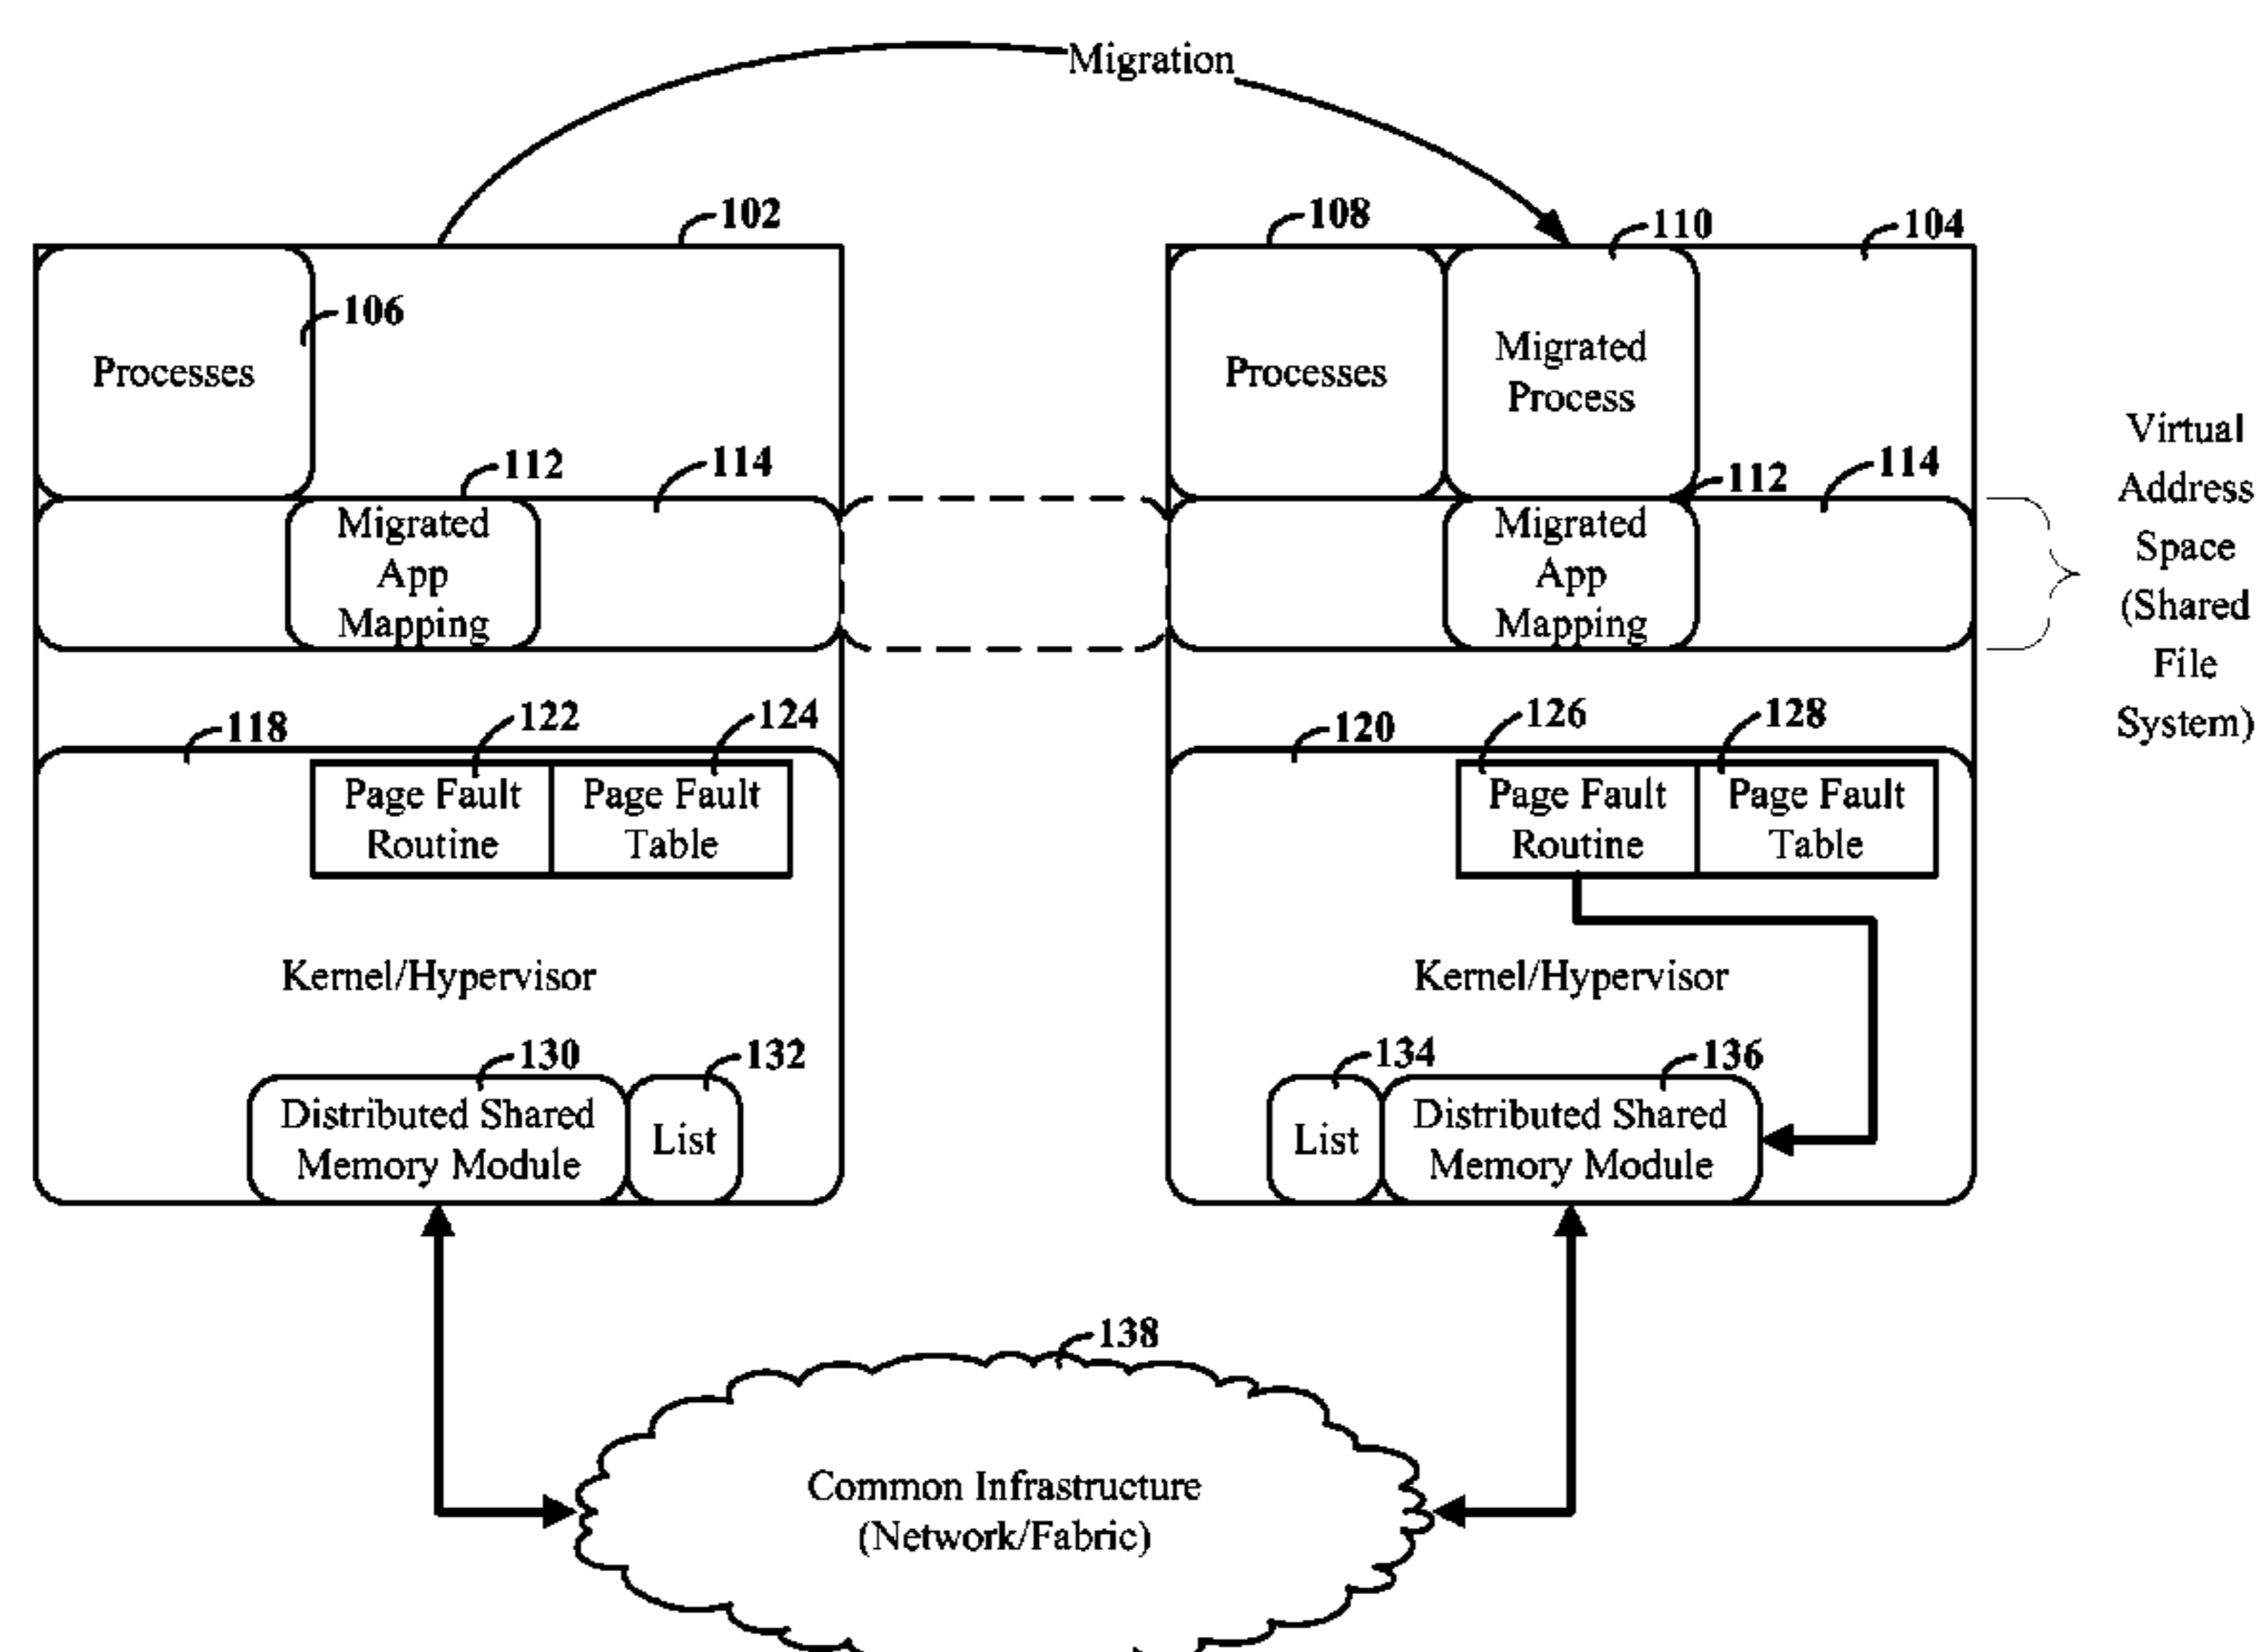 Migration
102
108
110
104
106
Processes
Processes
Migrated
Process
112
114
112
114
Migrated
App
Mapping
Migrated
App
Mapping
Virtual
Address
Space
(Shared
File
System)
118
122
124
120
126
128
Page Fault
Routine
Page Fault
Table
Page Fault
Routine
Page Fault
Table
Kernel/Hypervisor
Kernel/Hypervisor
130
132
134
136
Distributed Shared
Memory Module
List
List
Distributed Shared
Memory Module
138
Common Infrastructure
(Network/Fabric)